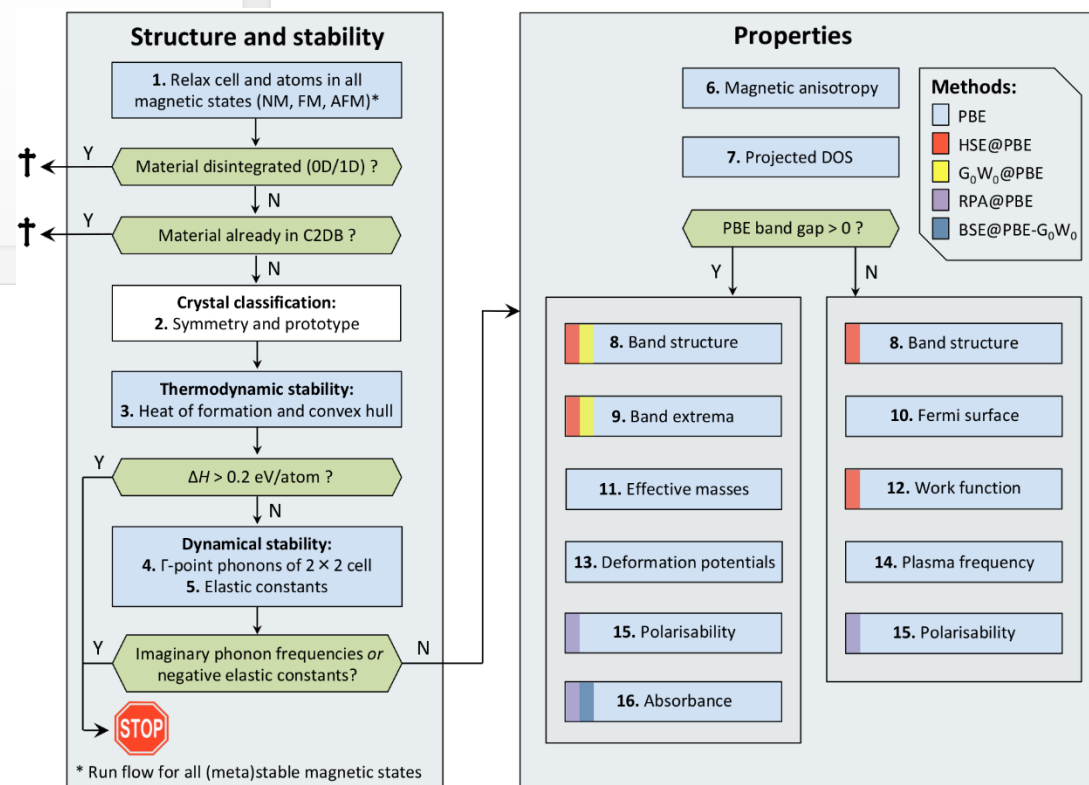 Structure and stability
1. Relax cell and atoms in all
magnetic states (NM, FM, AFM)*
Y
Material disintegrated (0D/1D) ?
N
Y
Material already in C2DB ?
N
Crystal classification:
2. Symmetry and prototype
Thermodynamic stability:
3. Heat of formation and convex hull
Y
ΔH > 0.2 eV/atom ?
N
Dynamical stability:
4. Γ-point phonons of 2 × 2 cell
5. Elastic constants
Y
Imaginary phonon frequencies or
negative elastic constants?
N
STOP
* Run flow for all (meta)stable magnetic states
Properties
6. Magnetic anisotropy
7. Projected DOS
Methods:
PBE
HSE@PBE
G₀W₀@PBE
RPA@PBE
BSE@PBE-G₀W₀
PBE band gap > 0 ?
Y
N
8. Band structure
9. Band extrema
11. Effective masses
13. Deformation potentials
15. Polarisability
16. Absorbance
8. Band structure
10. Fermi surface
12. Work function
14. Plasma frequency
15. Polarisability